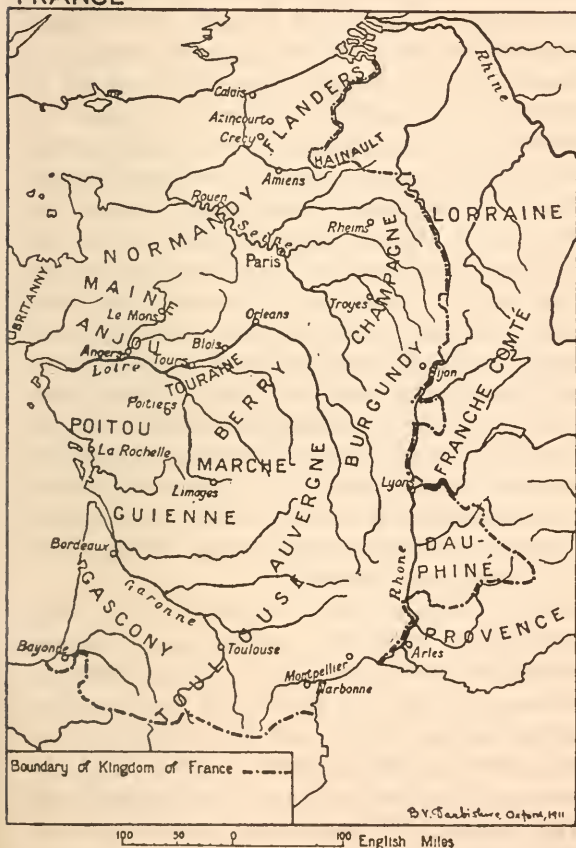 FRANCE
Rhine
Calais
FLANDERS
Azincourt
Crecy
HAINAULT
Amiens
Rouen
NORMANDY
Seine
Rheims
LORRAINE
Paris
CHAMPAGNE
BRITANNY
MAINE
Le Mons
Troyes
Orleans
ANJOU
Angers
Blois
Tours
Loire
TOURAINE
Dijon
FRANCHE COMTÉ
BURGUNDY
Poitiers
BERRY
POITOU
La Rochelle
MARCHE
Limoges
Lyon
AUVERGNE
GUIENNE
Bordeaux
DAU-
PHINÉ
Rhone
Garonne
GASCONY
TOULOUSE
PROVENCE
Bayonne
Toulouse
Arles
Montpellier
Narbonne
Boundary of Kingdom of France
B.V. Darbishire, Oxford, 1911
100 50 0 100 English Miles